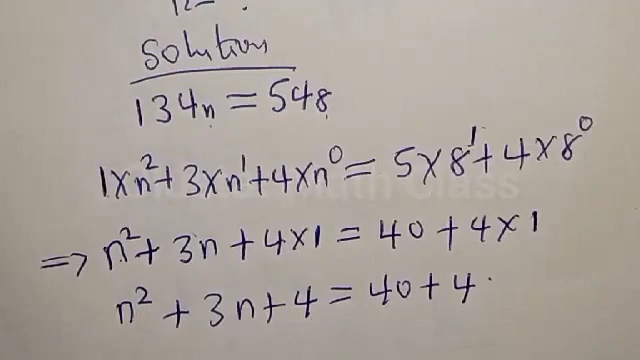 Solution
134ₙ = 54₈
1×n²+3×n¹+4×n⁰ = 5×8¹+4×8⁰
⇒ n²+3n+4×1 = 40+4×1
n²+3n+4 = 40+4